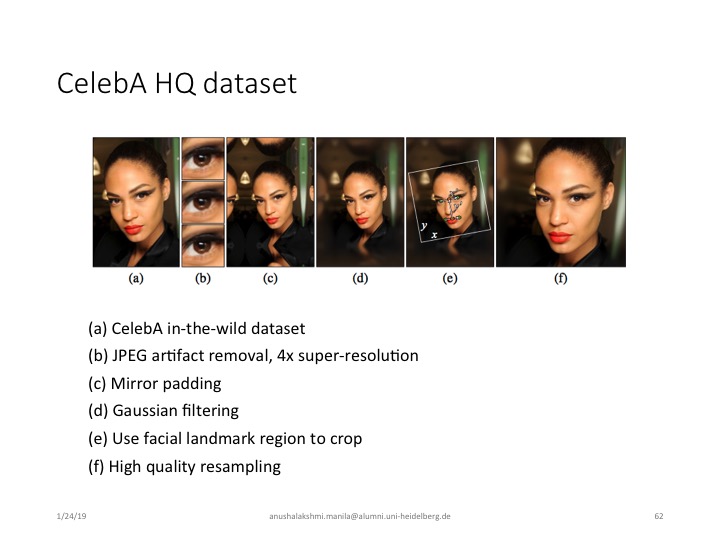 CelebA HQ dataset
y
x
(a) (b) (c) (d) (e) (f)
(a) CelebA in-the-wild dataset
(b) JPEG artifact removal, 4x super-resolution
(c) Mirror padding
(d) Gaussian filtering
(e) Use facial landmark region to crop
(f) High quality resampling
1/24/19 anushalakshmi.manila@alumni.uni-heidelberg.de 62